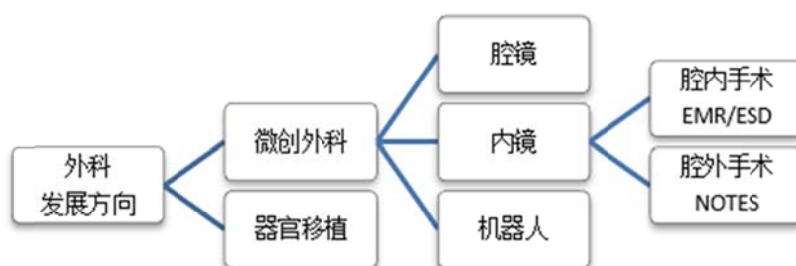 外科
发展方向
微创外科
器官移植
腔镜
内镜
机器人
腔内手术
EMR/ESD
腔外手术
NOTES